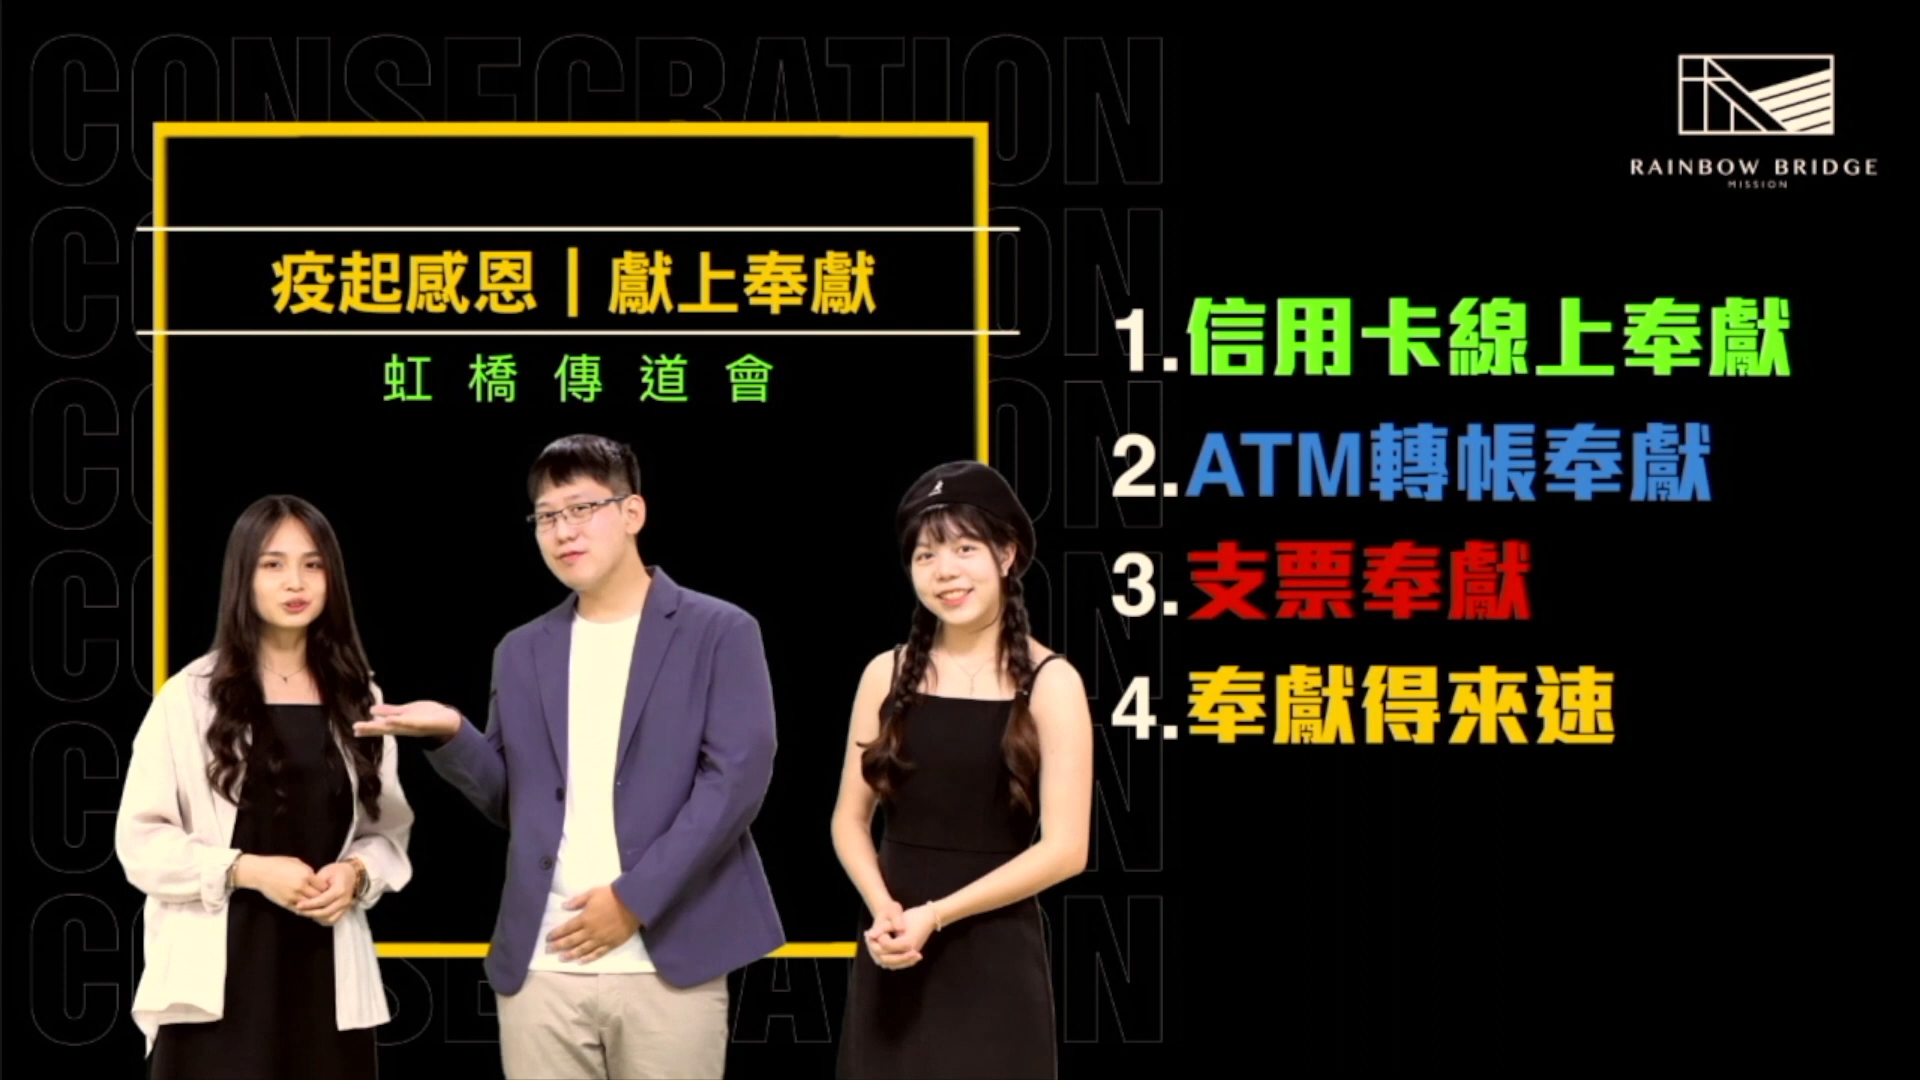 CONSECRATION
疫起感恩｜獻上奉獻
虹橋傳道會
RAINBOW BRIDGE
MISSION
1.信用卡線上奉獻
2.ATM轉帳奉獻
3.支票奉獻
4.奉獻得來速